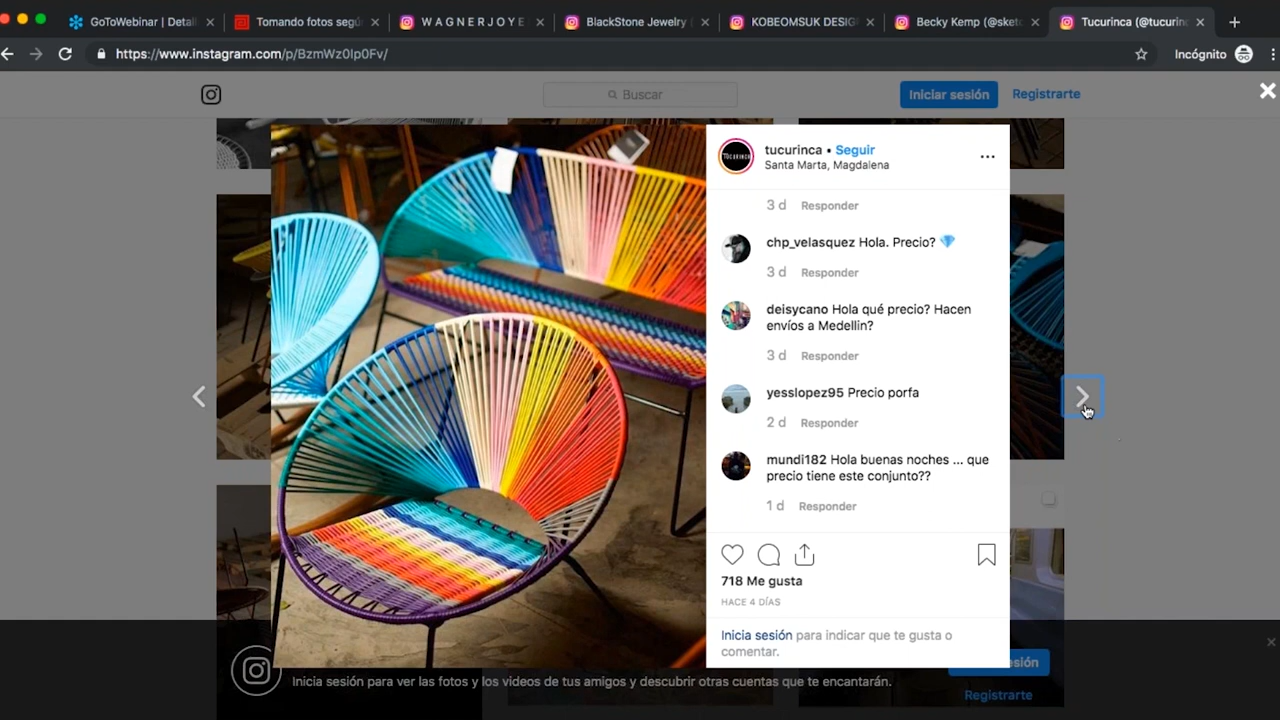 GoToWebinar | Detal
Tomando fotos segú
W A G N E R J O Y E
BlackStone Jewelry
KOBEOMSUK DESIG
Becky Kemp (@sket
Tucurinca (@tucurin
https://www.instagram.com/p/BzmWz0Ip0Fv/
Incógnito
Buscar
Iniciar sesión
Registrarte
TUCURINCA
tucurinca • Seguir
Santa Marta, Magdalena
3 d Responder
chp_velasquez Hola. Precio? 💎
3 d Responder
deisycano Hola qué precio? Hacen
envíos a Medellin?
3 d Responder
yesslopez95 Precio porfa
2 d Responder
mundi182 Hola buenas noches ... que
precio tiene este conjunto??
1 d Responder
718 Me gusta
HACE 4 DÍAS
Inicia sesión para indicar que te gusta o
comentar.
sión
Inicia sesión para ver las fotos y los videos de tus amigos y descubrir otras cuentas que te encantarán.
Registrarte